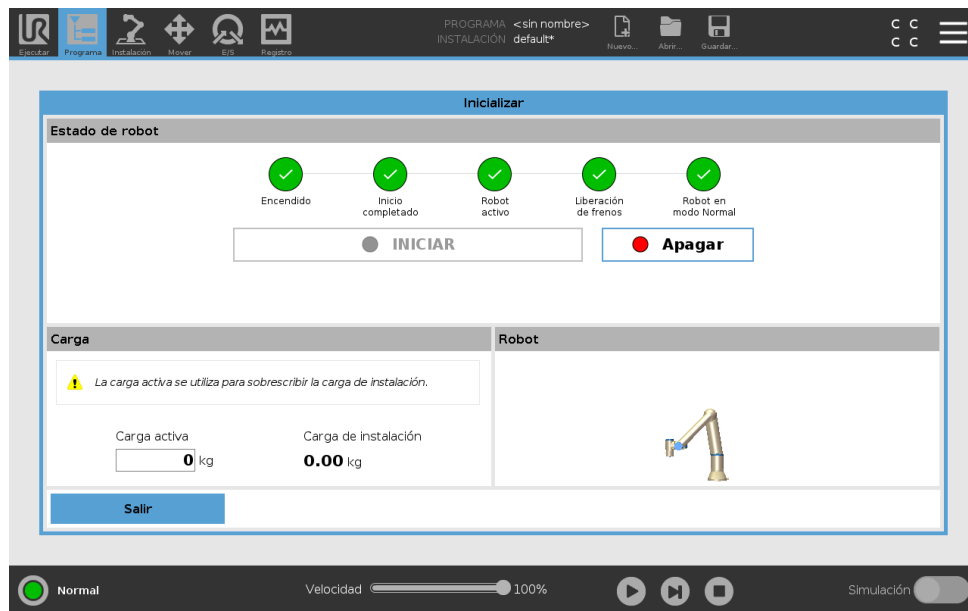 UR
Ejecutar
Programa
Instalación
Mover
E/S
Registro
PROGRAMA <sin nombre>
INSTALACIÓN default*
Nuevo...
Abrir...
Guardar...
C C
C C
Inicializar
Estado de robot
Encendido
Inicio
completado
Robot
activo
Liberación
de frenos
Robot en
modo Normal
INICIAR
Apagar
Carga
Robot
La carga activa se utiliza para sobrescribir la carga de instalación.
Carga activa
Carga de instalación
0 kg
0.00 kg
Salir
Normal
Velocidad
100%
Simulación